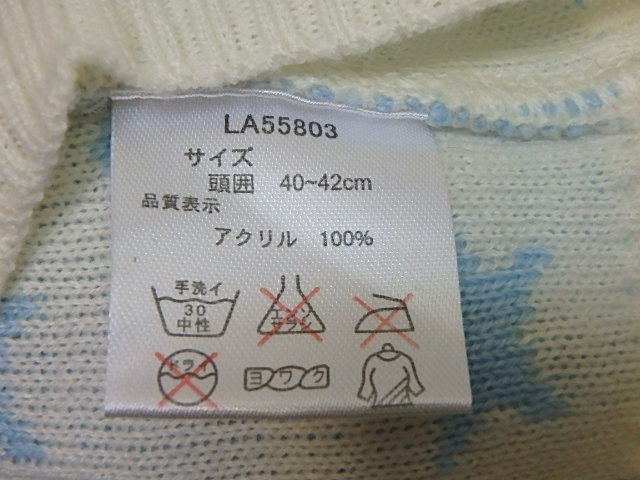 LA55803
サイズ
頭囲 40~42cm
品質表示
アクリル 100%
手洗イ
30
中性
エンソ
サラシ
ドライ
ヨワク